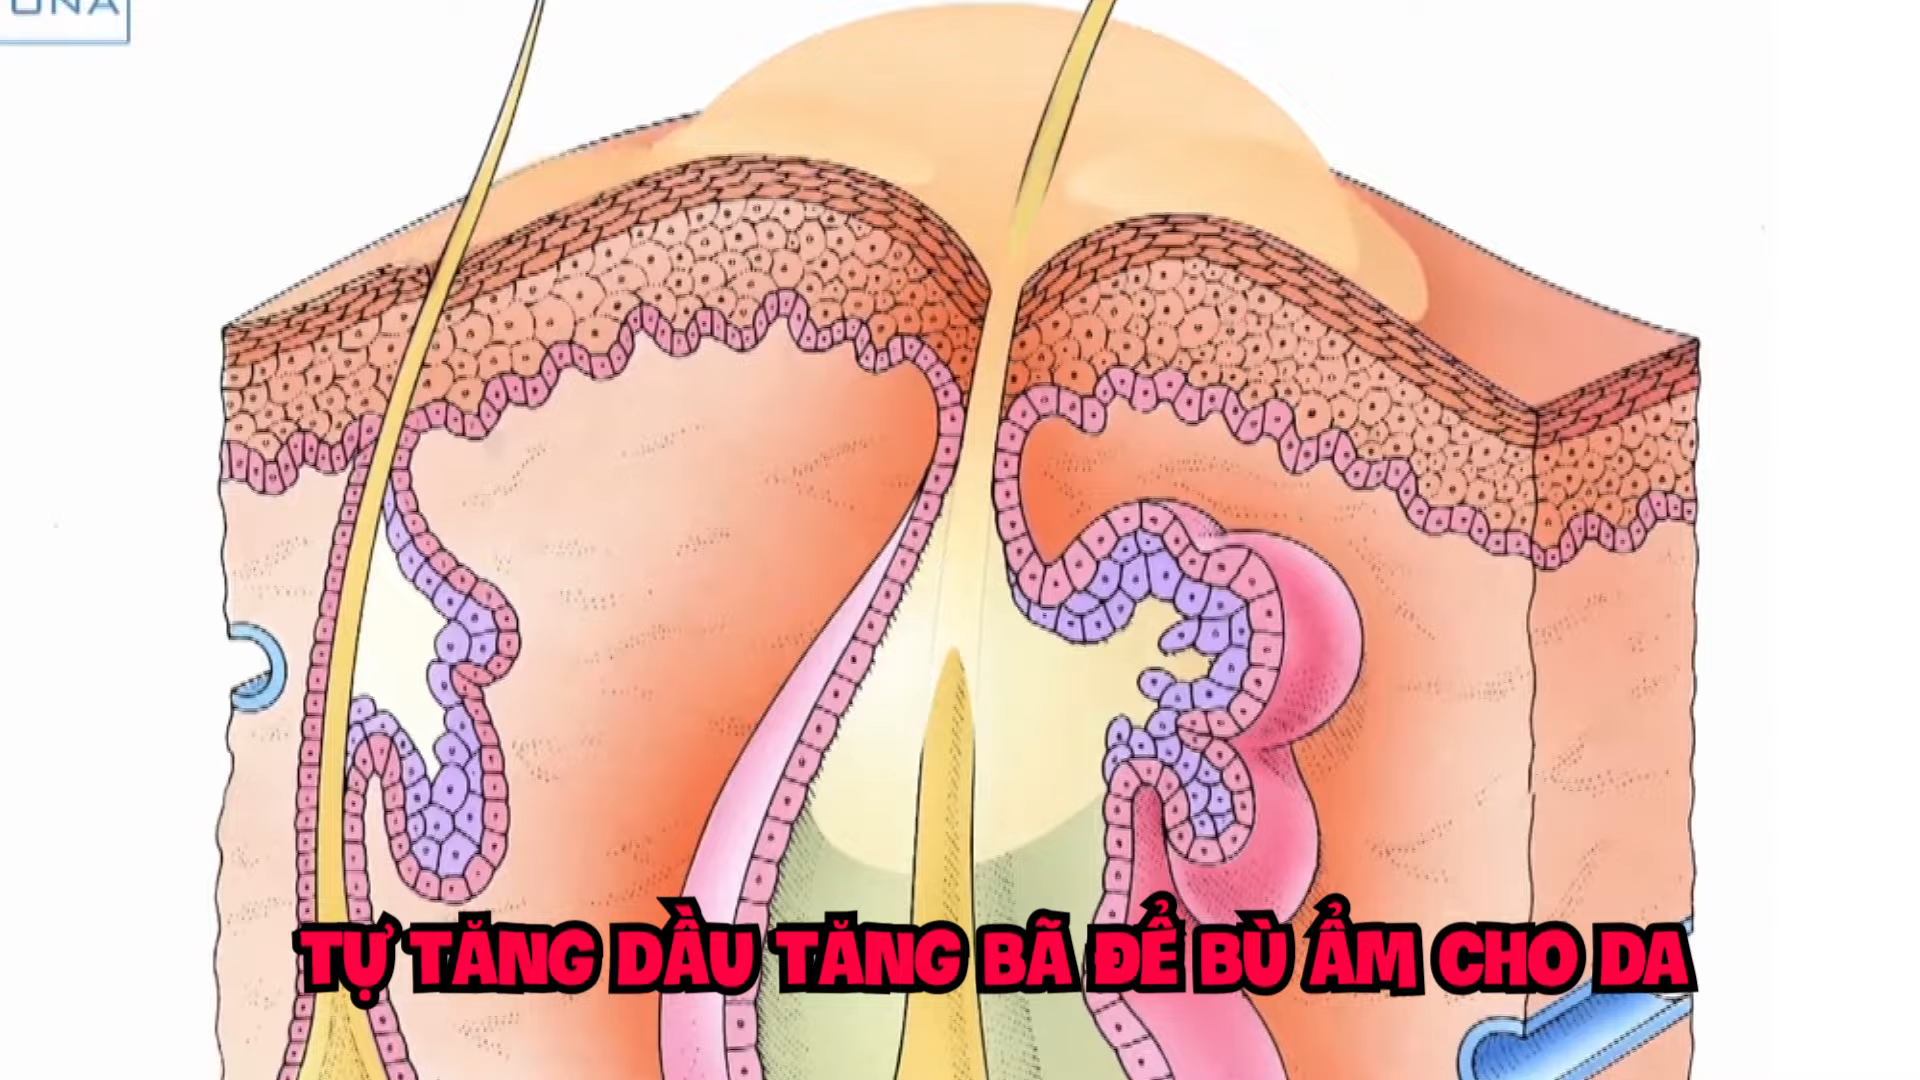 TỰ TĂNG DẦU TĂNG BÃ ĐỂ BÙ ẨM CHO DA